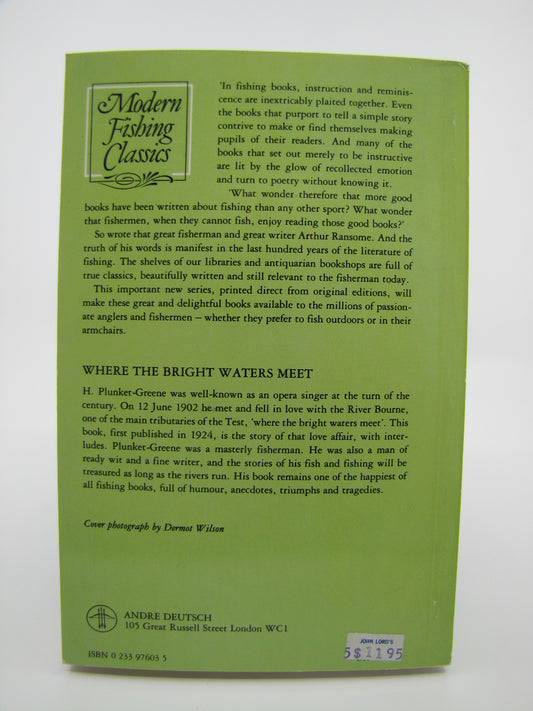 Modern
Fishing
Classics
'In fishing books, instruction and reminis-
cence are inextricably plaited together. Even
the books that purport to tell a simple story
contrive to make or find themselves making
pupils of their readers. And many of the
books that set out merely to be instructive
are lit by the glow of recollected emotion
and turn to poetry without knowing it.
'What wonder therefore that more good
books have been written about fishing than any other sport? What wonder
that fishermen, when they cannot fish, enjoy reading those good books?'
So wrote that great fisherman and great writer Arthur Ransome. And the
truth of his words is manifest in the last hundred years of the literature of
fishing. The shelves of our libraries and antiquarian bookshops are full of
true classics, beautifully written and still relevant to the fisherman today.
This important new series, printed direct from original editions, will
make these great and delightful books available to the millions of passion-
ate anglers and fishermen – whether they prefer to fish outdoors or in their
armchairs.
WHERE THE BRIGHT WATERS MEET
H. Plunket-Greene was well-known as an opera singer at the turn of the
century. On 12 June 1902 he met and fell in love with the River Bourne,
one of the main tributaries of the Test, 'where the bright waters meet'. This
book, first published in 1924, is the story of that love affair, with inter-
ludes. Plunket-Greene was a masterly fisherman. He was also a man of
ready wit and a fine writer, and the stories of his fish and fishing will be
treasured as long as the rivers run. His book remains one of the happiest of
all fishing books, full of humour, anecdotes, triumphs and tragedies.
Cover photograph by Dermot Wilson
ANDRE DEUTSCH
105 Great Russell Street London WC1
ISBN 0 233 97603 5
JOHN LORD'S
5$1195